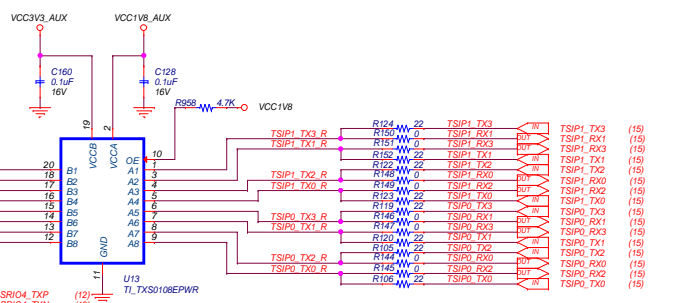 VCC3V3_AUX VCC1V8_AUX
C160 0.1uF 16V
C128 0.1uF 16V
R958 4.7K VCC1V8
19 2
VCCB VCCA
OE 10
20 B1 A1 1
18 B2 A2 3
17 B3 A3 4
16 B4 A4 5
15 B5 A5 6
14 B6 A6 7
13 B7 A7 8
12 B8 A8 9
GND
11
U13
TI_TXS0108EPWR
TSIP1_TX3_R
TSIP1_TX1_R
TSIP1_TX2_R
TSIP1_TX0_R
TSIP0_TX3_R
TSIP0_TX1_R
TSIP0_TX2_R
TSIP0_TX0_R
R124 22 TSIP1_TX3 IN TSIP1_TX3 (15)
R150 0 TSIP1_RX1 OUT TSIP1_RX1 (15)
R151 0 TSIP1_RX3 OUT TSIP1_RX3 (15)
R152 22 TSIP1_TX1 IN TSIP1_TX1 (15)
R122 22 TSIP1_TX2 IN TSIP1_TX2 (15)
R148 0 TSIP1_RX0 OUT TSIP1_RX0 (15)
R149 0 TSIP1_RX2 OUT TSIP1_RX2 (15)
R123 22 TSIP1_TX0 IN TSIP1_TX0 (15)
R119 22 TSIP0_TX3 IN TSIP0_TX3 (15)
R146 0 TSIP0_RX1 OUT TSIP0_RX1 (15)
R147 0 TSIP0_RX3 OUT TSIP0_RX3 (15)
R120 22 TSIP0_TX1 IN TSIP0_TX1 (15)
R105 22 TSIP0_TX2 IN TSIP0_TX2 (15)
R144 0 TSIP0_RX0 OUT TSIP0_RX0 (15)
R145 0 TSIP0_RX2 OUT TSIP0_RX2 (15)
R106 22 TSIP0_TX0 IN TSIP0_TX0 (15)
SRIO4_TXP (12)